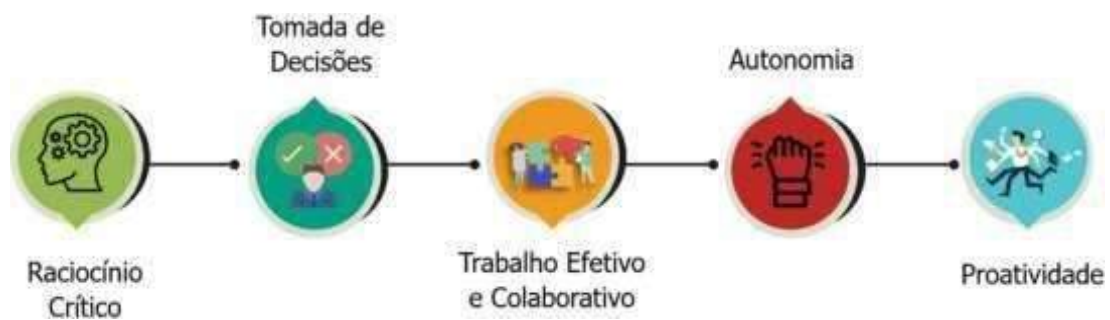 Raciocínio
Crítico
Tomada de
Decisões
Trabalho Efetivo
e Colaborativo
Autonomia
Proatividade